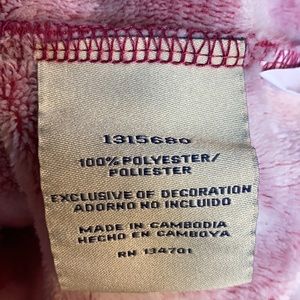 1315680
100% POLYESTER/
POLIESTER
EXCLUSIVE OF DECORATION
ADORNO NO INCLUIDO
MADE IN CAMBODIA
HECHO EN CAMBOYA
RN 134701